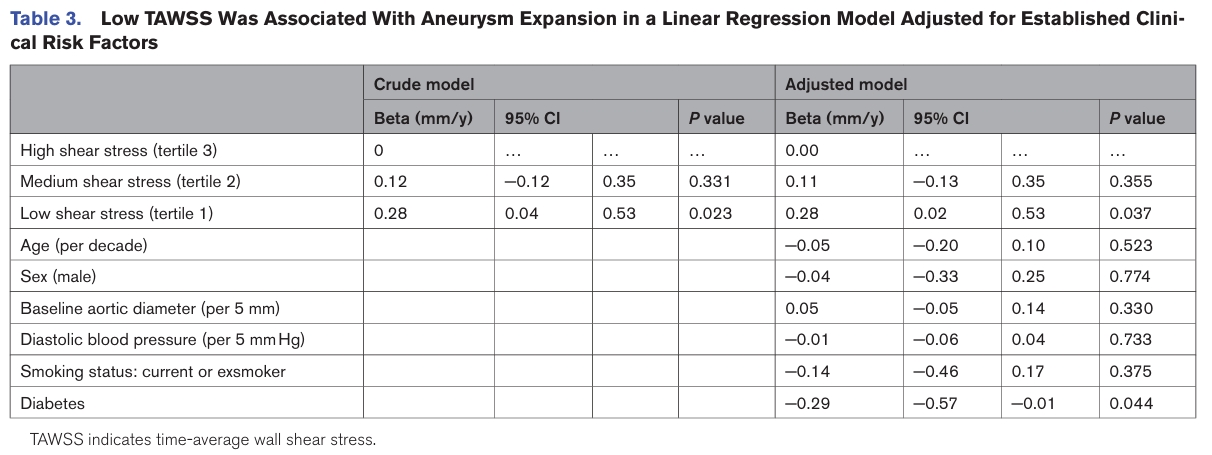 Table 3. Low TAWSS Was Associated With Aneurysm Expansion in a Linear Regression Model Adjusted for Established Clini-
cal Risk Factors
Crude model Adjusted model
Beta (mm/y) 95% CI P value Beta (mm/y) 95% CI P value
High shear stress (tertile 3) 0 … … … 0.00 … … …
Medium shear stress (tertile 2) 0.12 −0.12 0.35 0.331 0.11 −0.13 0.35 0.355
Low shear stress (tertile 1) 0.28 0.04 0.53 0.023 0.28 0.02 0.53 0.037
Age (per decade) −0.05 −0.20 0.10 0.523
Sex (male) −0.04 −0.33 0.25 0.774
Baseline aortic diameter (per 5 mm) 0.05 −0.05 0.14 0.330
Diastolic blood pressure (per 5 mm Hg) −0.01 −0.06 0.04 0.733
Smoking status: current or exsmoker −0.14 −0.46 0.17 0.375
Diabetes −0.29 −0.57 −0.01 0.044
TAWSS indicates time-average wall shear stress.